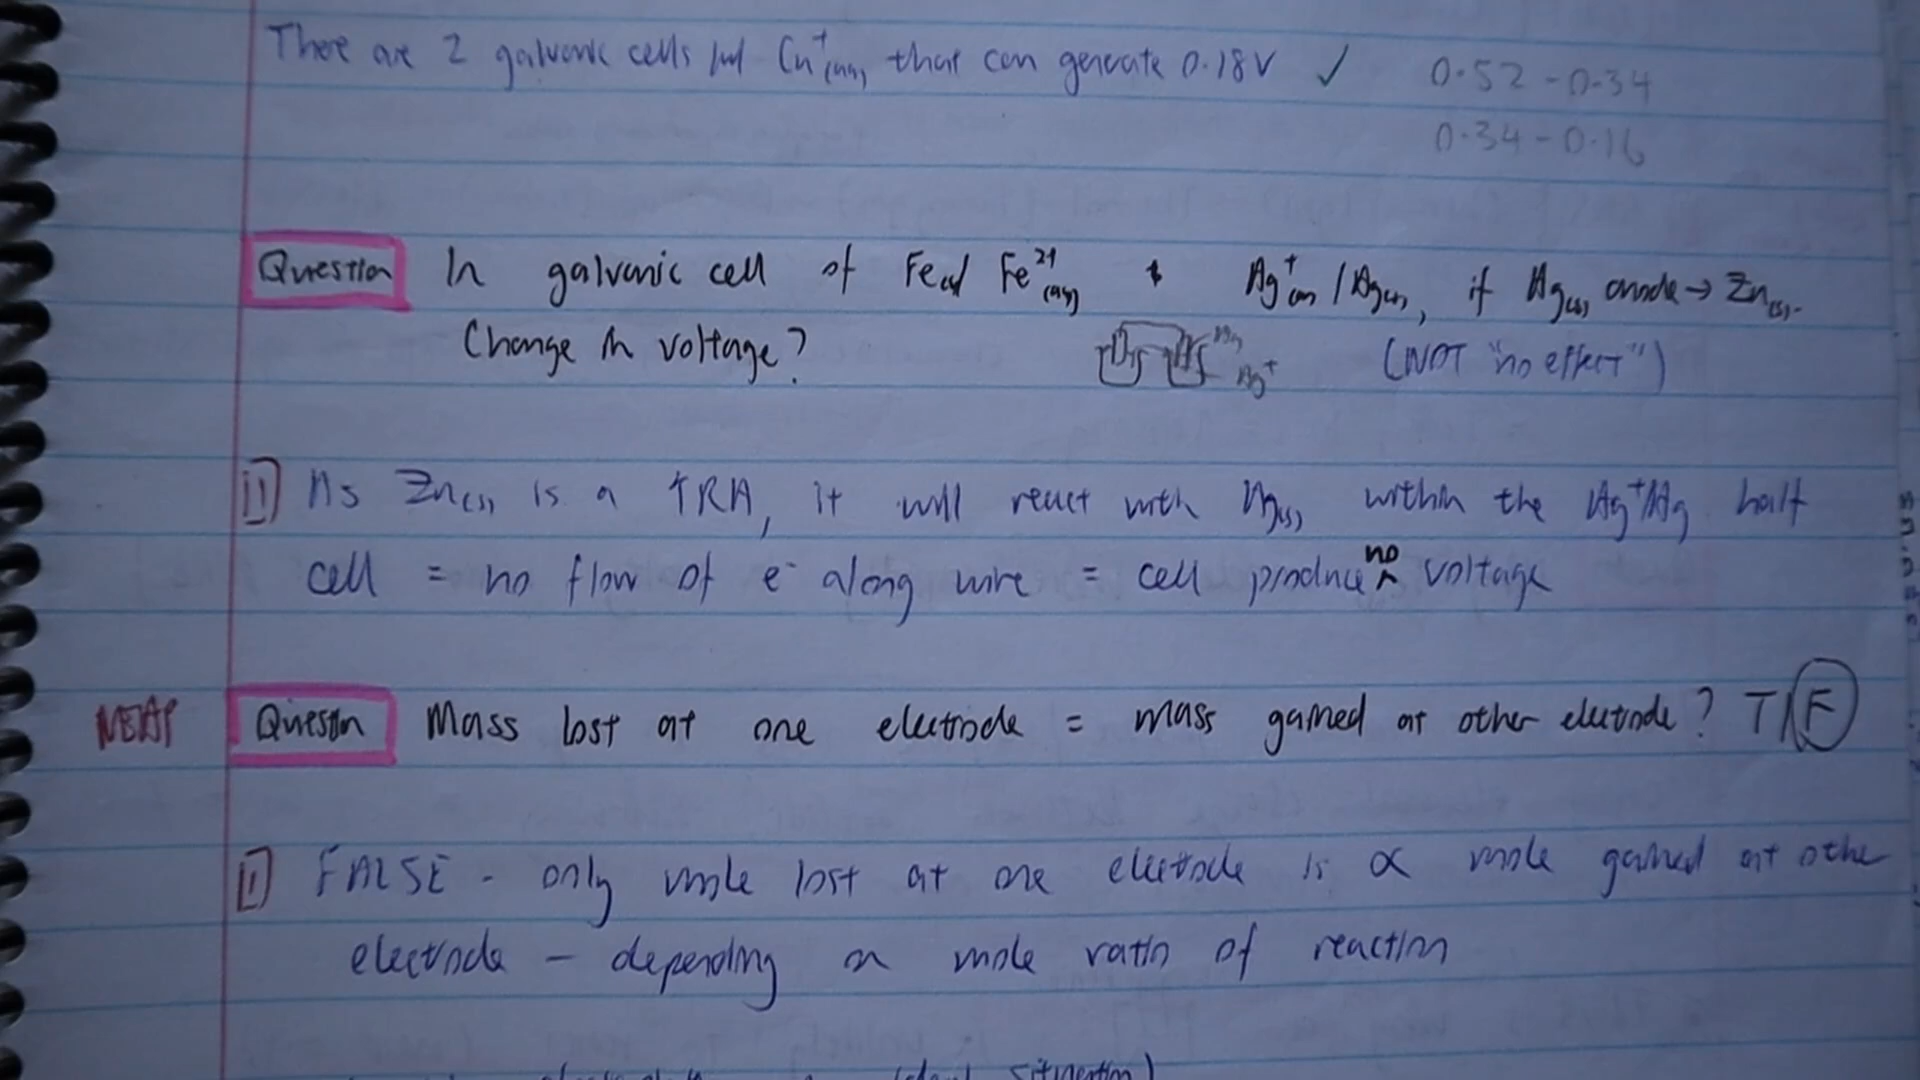 There are 2 galvanic cells w/ Cu⁺(aq) that can generate 0.18V ✓ 0.52 - 0.34
0.34 - 0.16
Question In galvanic cell of Fe(s)/ Fe²⁺(aq) & Ag⁺(aq) / Ag(s), if Ag(s) anode → Zn(s).
Change in voltage? Ag Ag⁺ (NOT "no effect")
1) As Zn(s) is a ↑RA, it will react with Ag(s) within the Ag⁺/Ag half
cell = no flow of e⁻ along wire = cell produce no voltage
NEAP Question Mass lost at one electrode = mass gained at other electrode? T/F
1) FALSE - only mole lost at one electrode is ∝ mole gained at other
electrode - depending on mole ratio of reaction
situation)